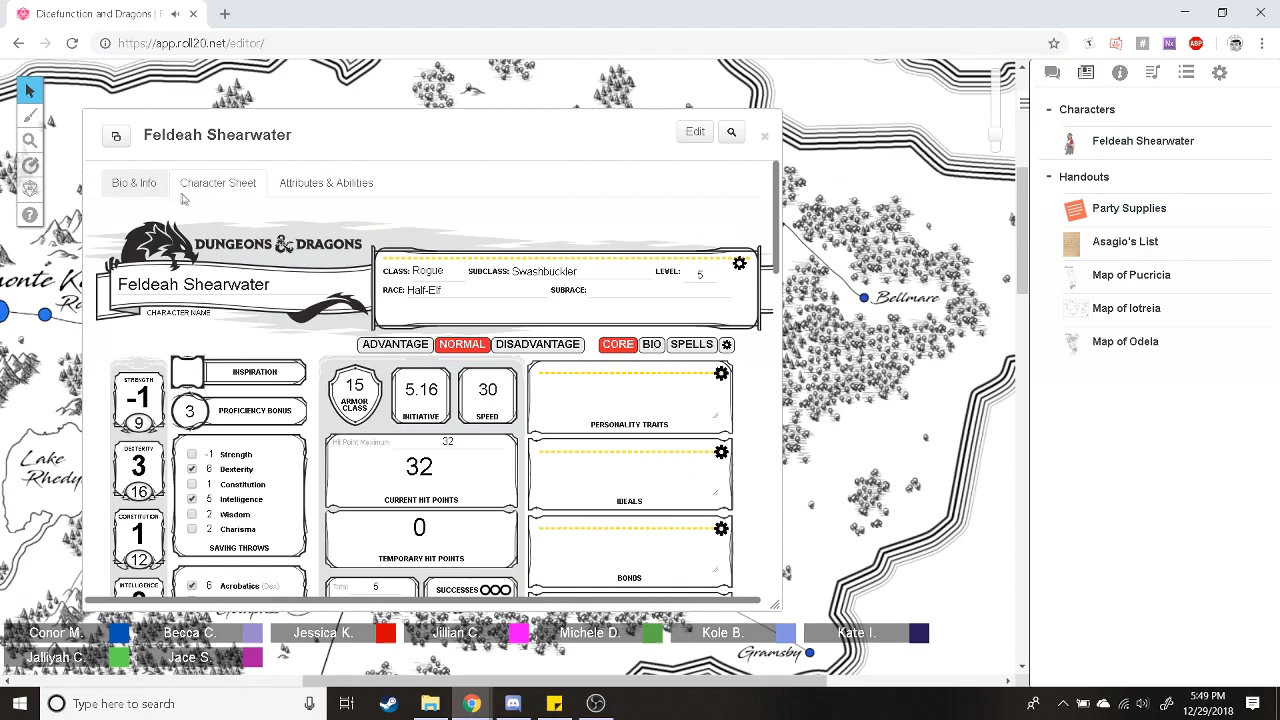 Dicefunction and Dragons | F
https://app.roll20.net/editor/
Feldeah Shearwater
Edit
Bio & Info
Character Sheet
Attributes & Abilities
DUNGEONS & DRAGONS
Feldeah Shearwater
CHARACTER NAME
CLASS: Rogue
SUBCLASS: Swashbuckler
LEVEL: 5
RACE: Half-Elf
SUBRACE:
ADVANTAGE
NORMAL
DISADVANTAGE
CORE
BIO
SPELLS
STRENGTH
-1
9
DEXTERITY
3
16
CONSTITUTION
1
12
INTELLIGENCE
INSPIRATION
3
PROFICIENCY BONUS
-1 Strength
6 Dexterity
1 Constitution
5 Intelligence
2 Wisdom
2 Charisma
SAVING THROWS
6 Acrobatics (Dex)
15
ARMOR
CLASS
5.16
INITIATIVE
30
SPEED
Hit Point Maximum 32
32
CURRENT HIT POINTS
0
TEMPORARY HIT POINTS
Total 5
SUCCESSES
PERSONALITY TRAITS
IDEALS
BONDS
Lake
Bellmare
Gramsby
Characters
Feldeah Shearwater
Handouts
Party Supplies
Asagio's List
Map of Pucricia
Map of Iotreia
Map of Odela
Conor M.
Becca C.
Jessica K.
Jillian C.
Michele D.
Kole B.
Kate I.
Jalliyah C.
Jace S.
Type here to search
5:49 PM
12/29/2018